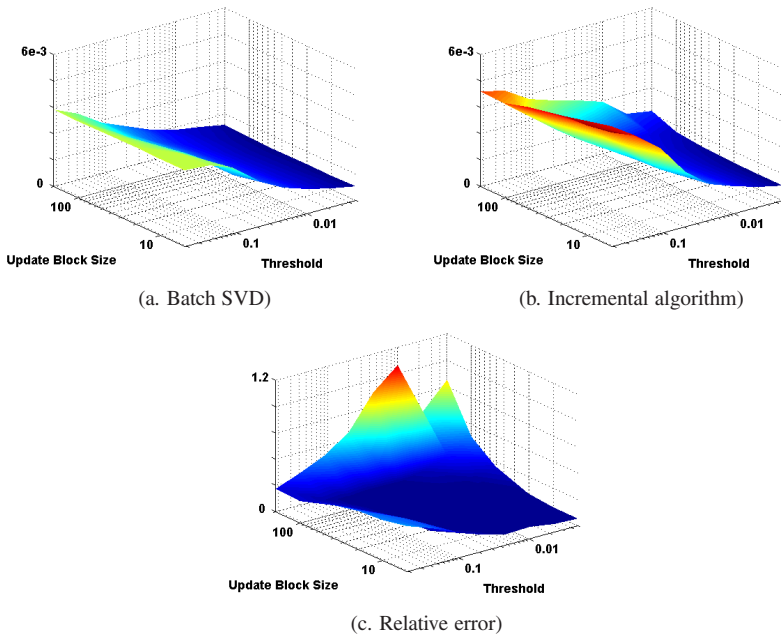 6e-3
0
100
10
0.1
0.01
Update Block Size
Threshold
(a. Batch SVD)
6e-3
0
100
10
0.1
0.01
Update Block Size
Threshold
(b. Incremental algorithm)
1.2
0
100
10
0.1
0.01
Update Block Size
Threshold
(c. Relative error)